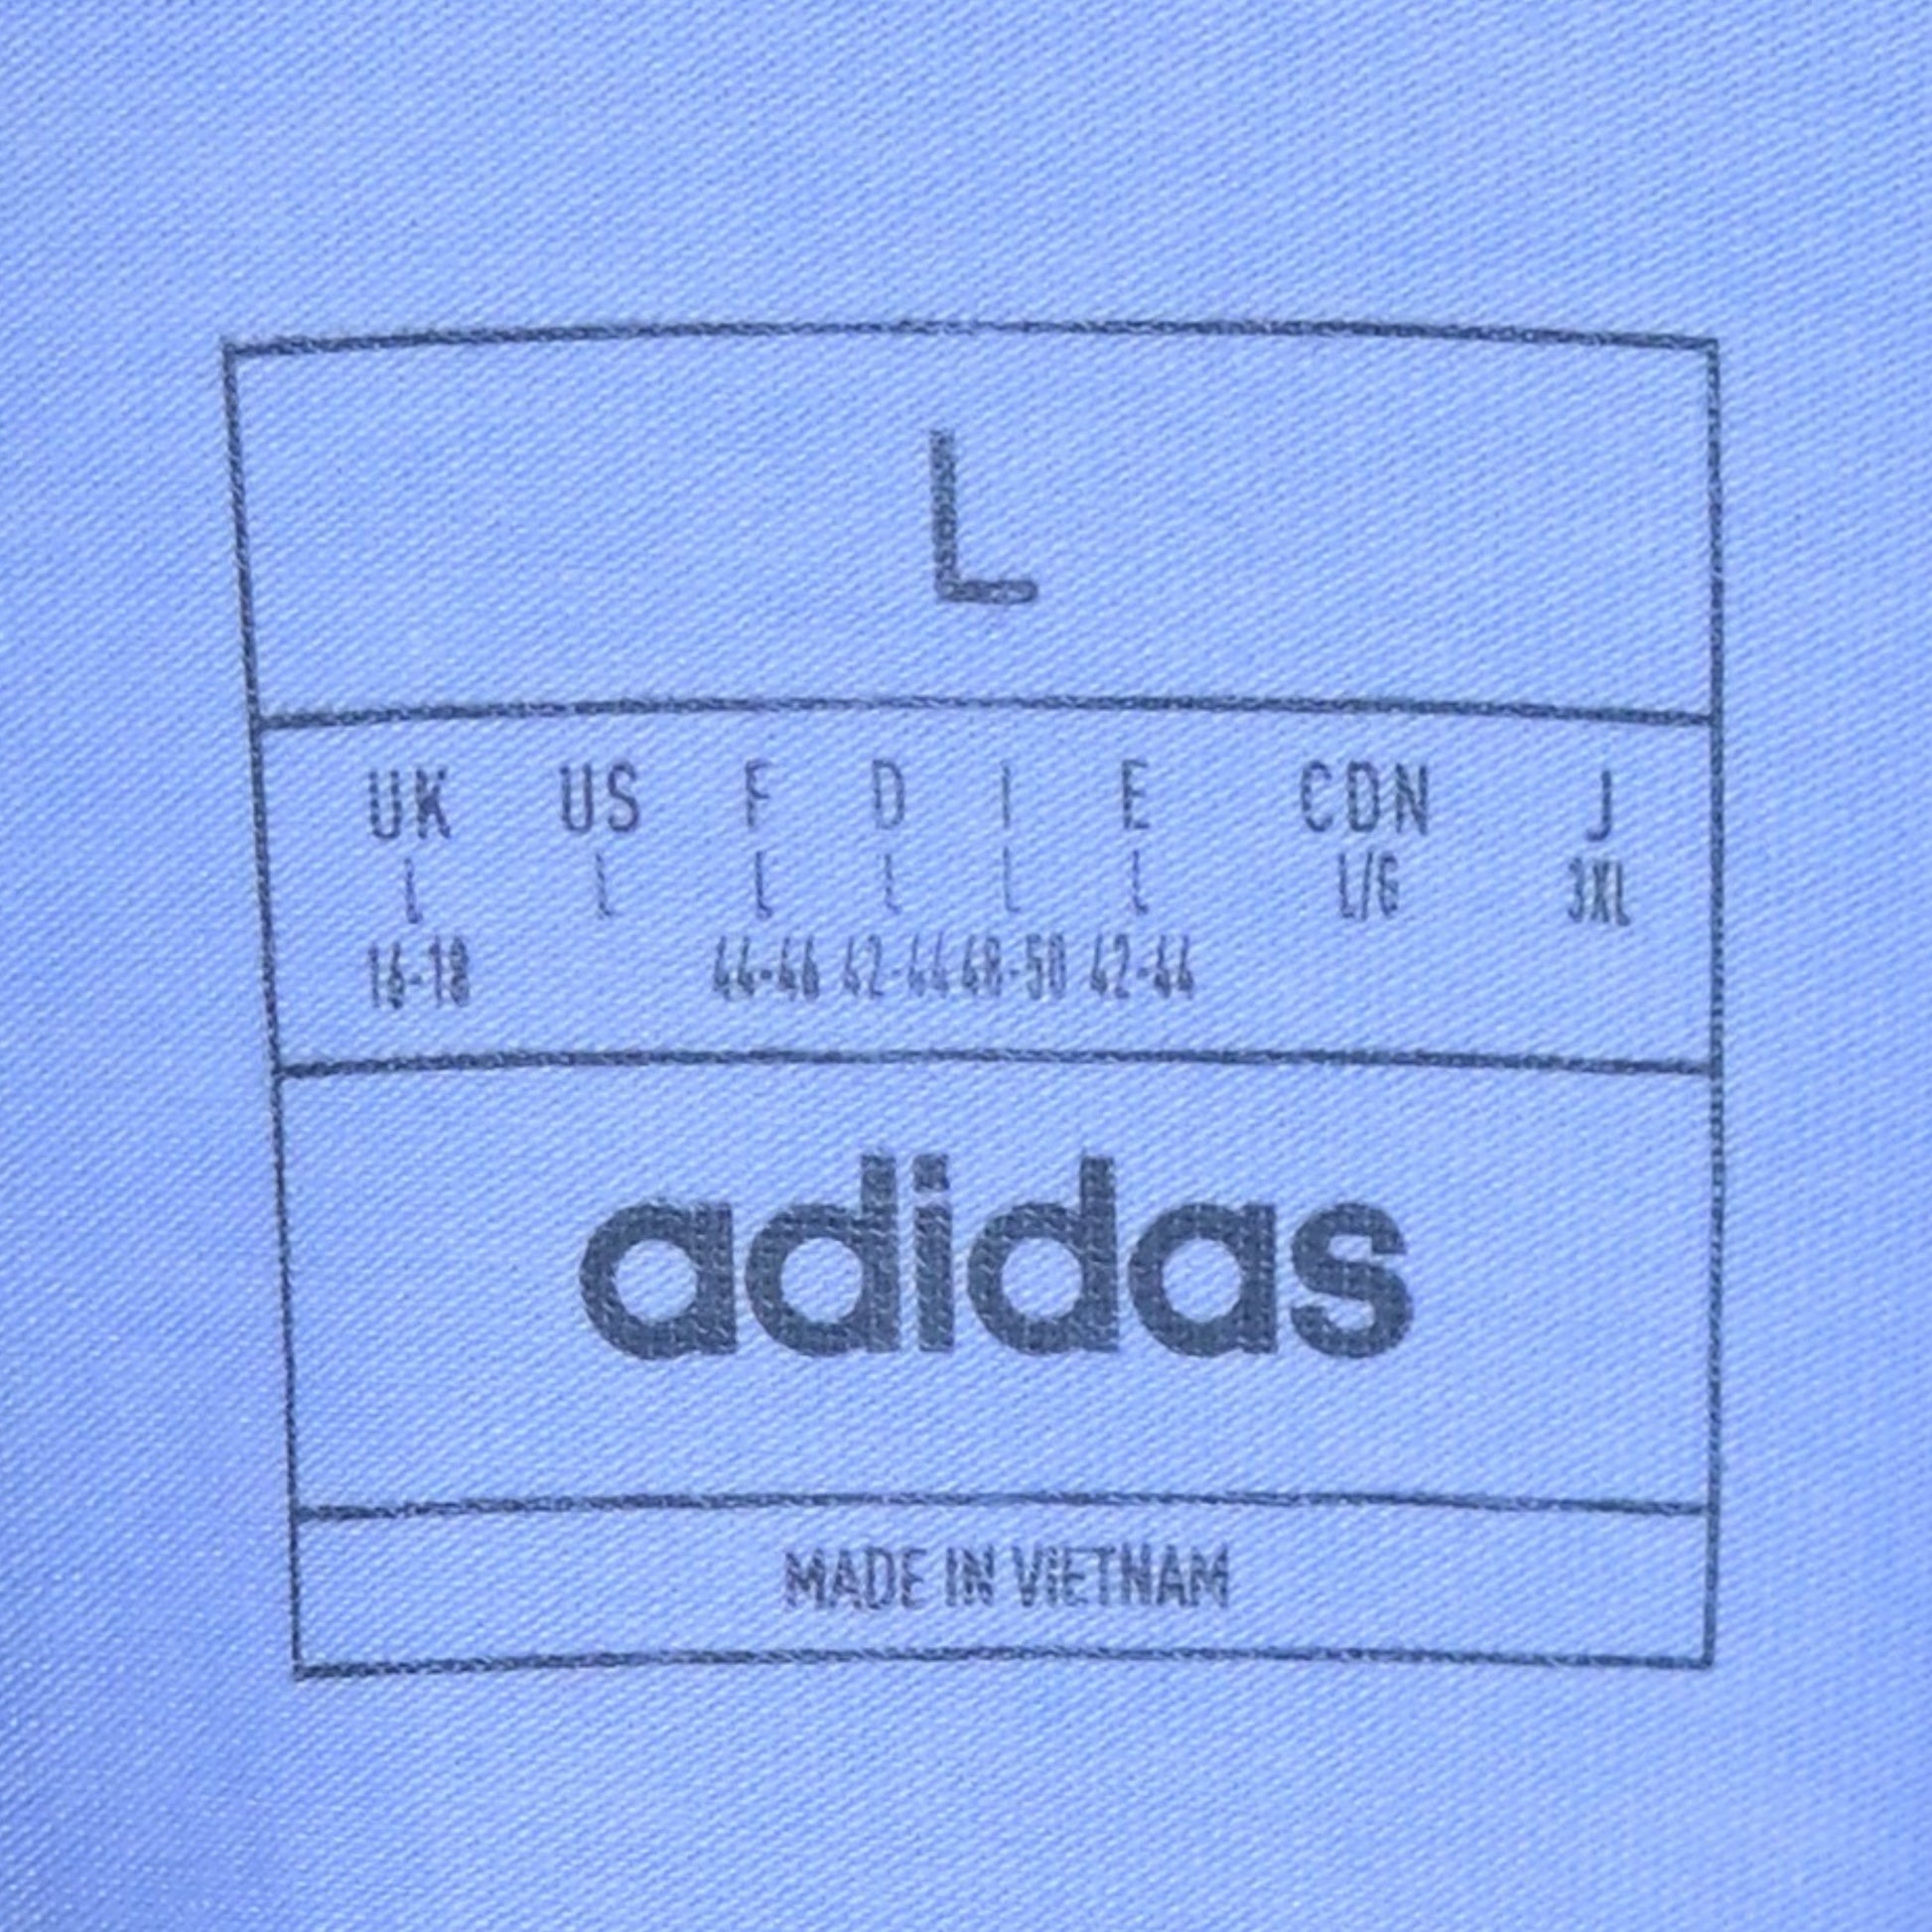 L
UK US F D I E CDN J
L L L L L L L/G 3XL
16-18 44-46 42-44 48-50 42-44
adidas
MADE IN VIETNAM